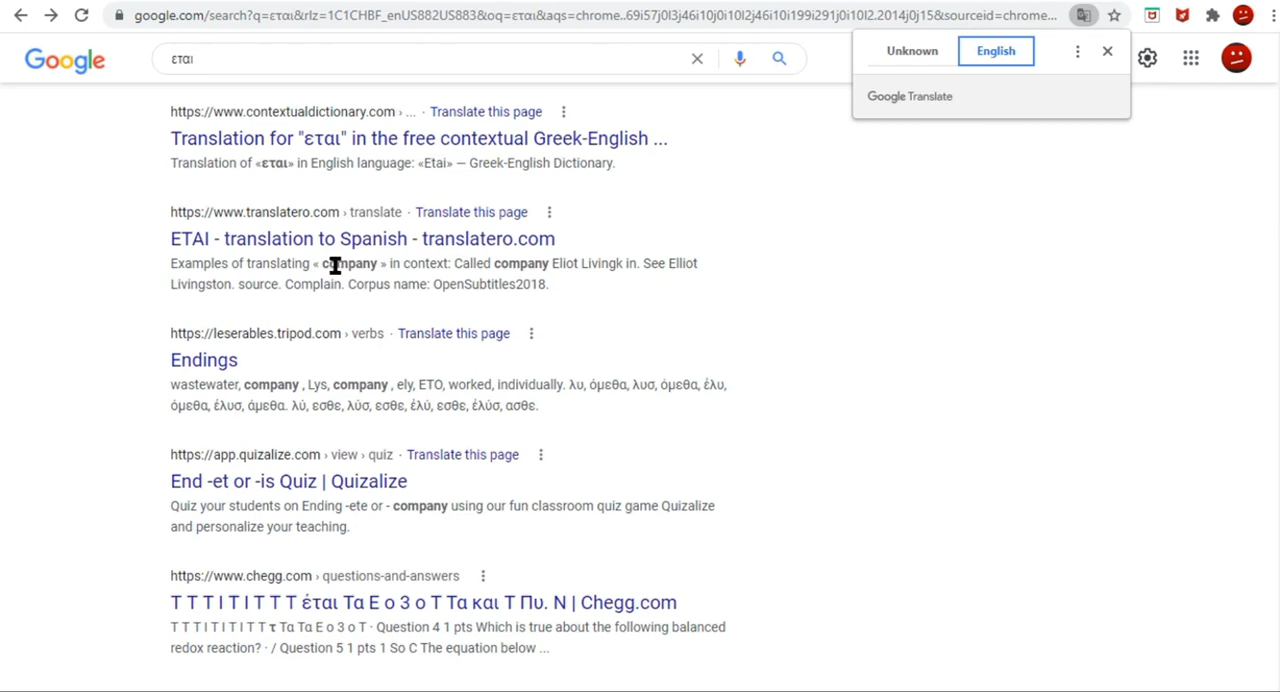 google.com/search?q=εται&rlz=1C1CHBF_enUS882US883&oq=εται&aqs=chrome..69i57j0l3j46i10j0i10l2j46i10i199i291j0i10l2.2014j0j15&sourceid=chrome...
Google
εται
Unknown English
Google Translate
https://www.contextualdictionary.com › ... · Translate this page
Translation for "εται" in the free contextual Greek-English ...
Translation of «εται» in English language: «Etai» — Greek-English Dictionary.
https://www.translatero.com › translate · Translate this page
ETAI - translation to Spanish - translatero.com
Examples of translating « company » in context: Called company Eliot Livingk in. See Elliot
Livingston. source. Complain. Corpus name: OpenSubtitles2018.
https://leserables.tripod.com › verbs · Translate this page
Endings
wastewater, company , Lys, company , ely, ETO, worked, individually. λυ, όμεθα, λυσ, όμεθα, έλυ,
όμεθα, έλυσ, άμεθα. λύ, εσθε, λύσ, εσθε, έλύ, εσθε, έλύσ, ασθε.
https://app.quizalize.com › view › quiz · Translate this page
End -et or -is Quiz | Quizalize
Quiz your students on Ending -ete or - company using our fun classroom quiz game Quizalize
and personalize your teaching.
https://www.chegg.com › questions-and-answers
T T T I T I T T T έται Τα Ε ο 3 ο Τ Τα και Τ Πυ. Ν | Chegg.com
T T T I T I T I T T τ Τα Τα Ε ο 3 ο Τ · Question 4 1 pts Which is true about the following balanced
redox reaction? · / Question 5 1 pts 1 So C The equation below ...